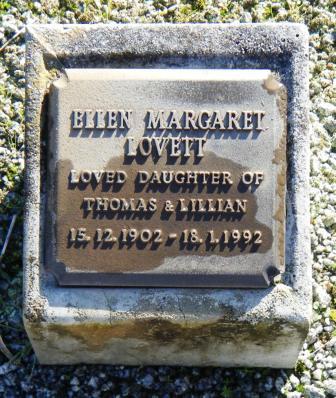 ELLEN MARGARET
LOVETT
LOVED DAUGHTER OF
THOMAS & LILLIAN
15.12.1902 - 18.1.1992